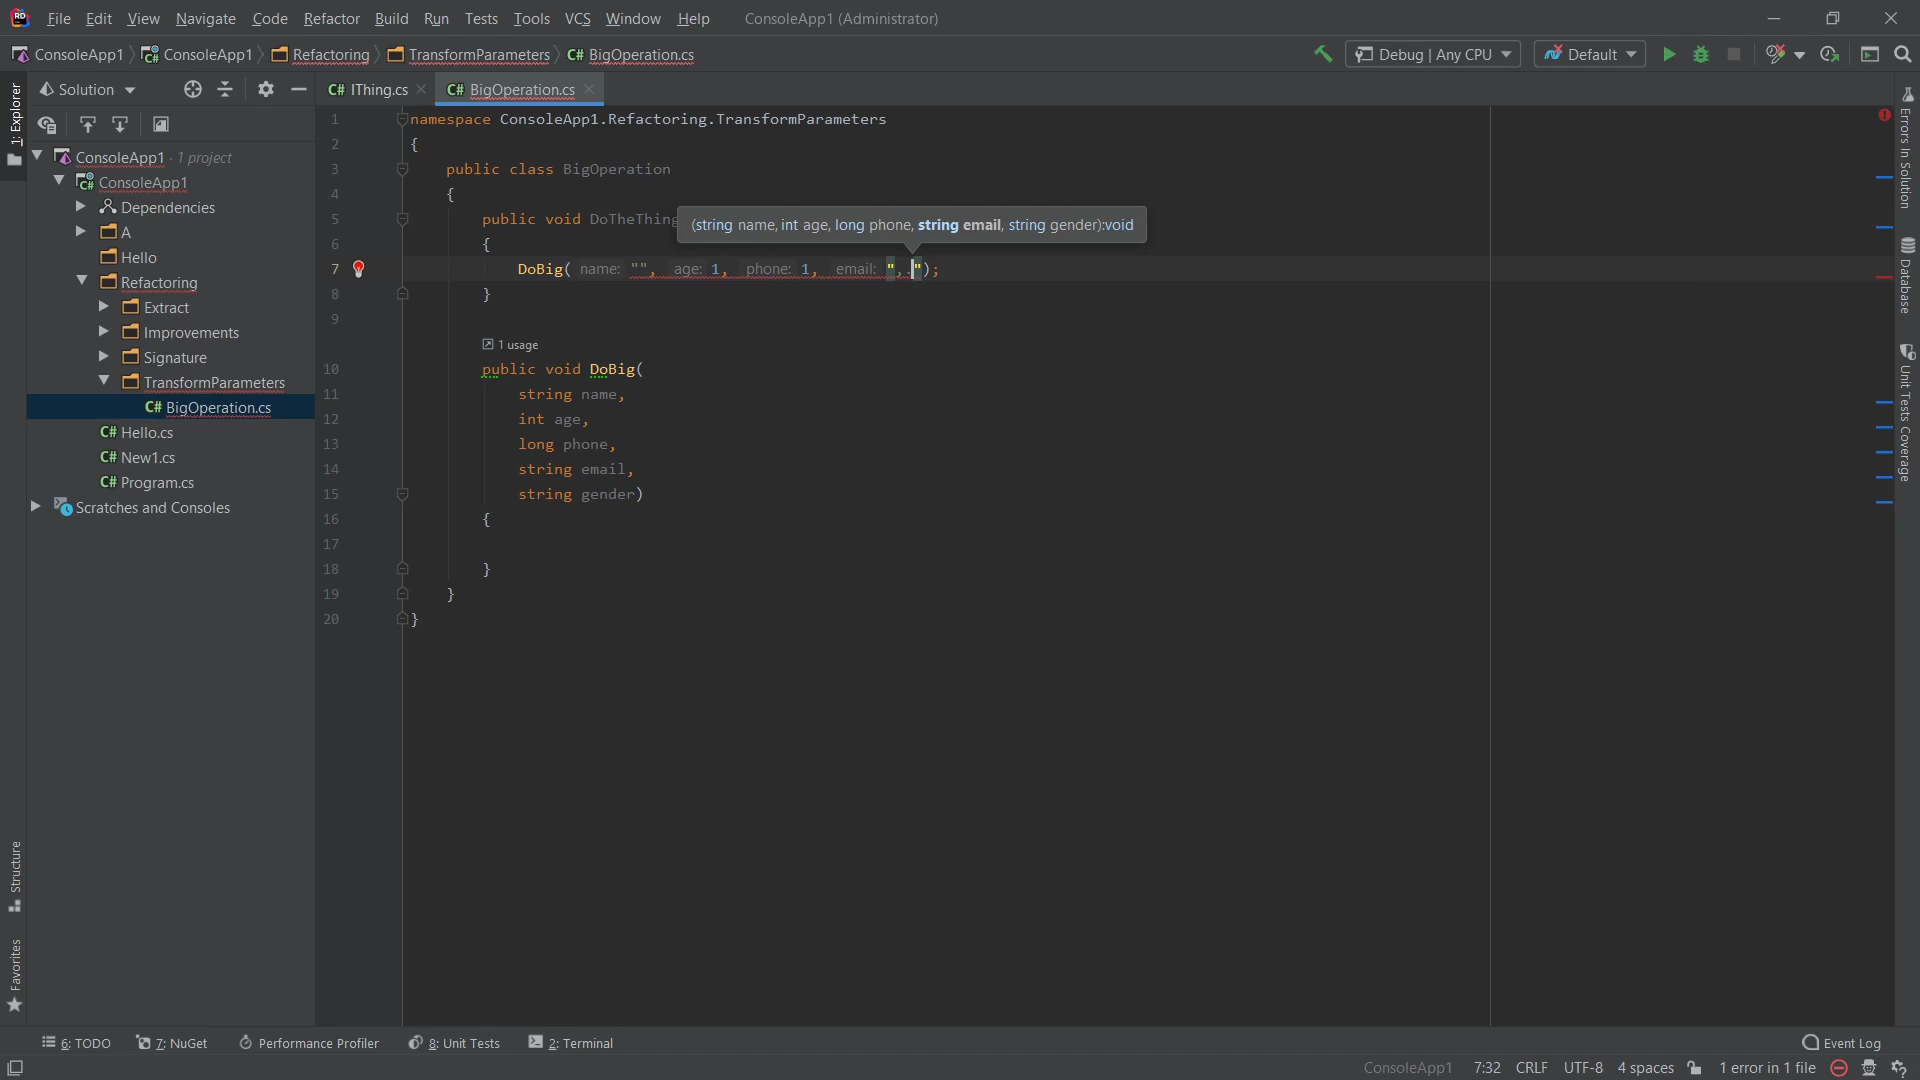 RD File Edit View Navigate Code Refactor Build Run Tests Tools VCS Window Help ConsoleApp1 (Administrator)
ConsoleApp1 ConsoleApp1 Refactoring TransformParameters C# BigOperation.cs Debug | Any CPU Default
1: Explorer
Solution
C# IThing.cs C# BigOperation.cs
ConsoleApp1 · 1 project
C# ConsoleApp1
Dependencies
A
Hello
Refactoring
Extract
Improvements
Signature
TransformParameters
C# BigOperation.cs
C# Hello.cs
C# New1.cs
C# Program.cs
Scratches and Consoles
1 namespace ConsoleApp1.Refactoring.TransformParameters
2 {
3 public class BigOperation
4 {
5 public void DoTheThing
(string name, int age, long phone, string email, string gender):void
6 {
7 DoBig( name: "", age: 1, phone: 1, email: ",.");
8 }
9
1 usage
10 public void DoBig(
11 string name,
12 int age,
13 long phone,
14 string email,
15 string gender)
16 {
17
18 }
19 }
20 }
Errors In Solution
Database
Unit Tests Coverage
Structure
Favorites
6: TODO 7: NuGet Performance Profiler 8: Unit Tests 2: Terminal Event Log
ConsoleApp1 7:32 CRLF UTF-8 4 spaces 1 error in 1 file